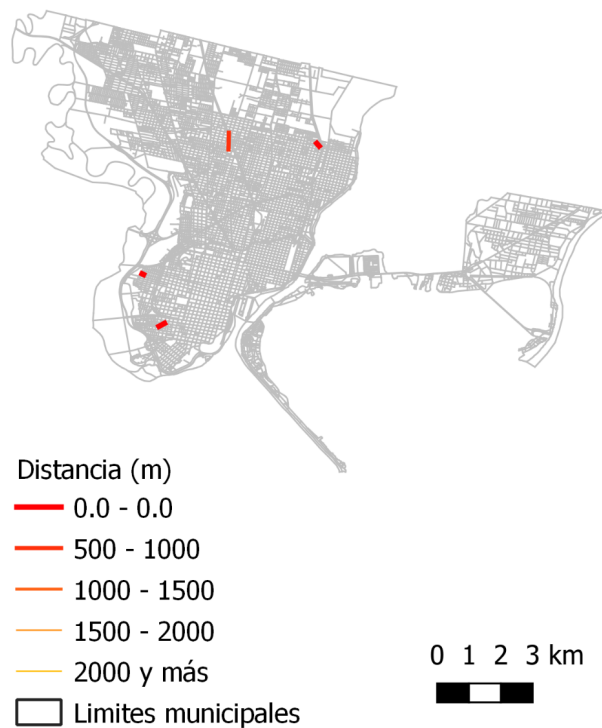 Distancia (m)
0.0 - 0.0
500 - 1000
1000 - 1500
1500 - 2000
2000 y más
Limites municipales
0 1 2 3 km